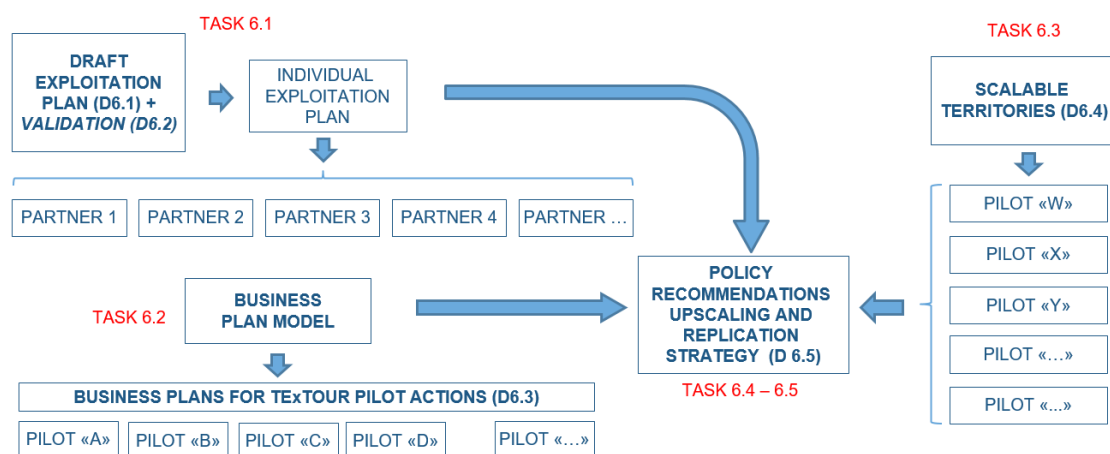 TASK 6.1
DRAFT
EXPLOITATION
PLAN (D6.1) +
VALIDATION (D6.2)
INDIVIDUAL
EXPLOITATION
PLAN
PARTNER 1
PARTNER 2
PARTNER 3
PARTNER 4
PARTNER …
TASK 6.2
BUSINESS
PLAN MODEL
BUSINESS PLANS FOR TExTOUR PILOT ACTIONS (D6.3)
PILOT «A»
PILOT «B»
PILOT «C»
PILOT «D»
PILOT «…»
POLICY
RECOMMENDATIONS
UPSCALING AND
REPLICATION
STRATEGY (D 6.5)
TASK 6.4 – 6.5
TASK 6.3
SCALABLE
TERRITORIES (D6.4)
PILOT «W»
PILOT «X»
PILOT «Y»
PILOT «…»
PILOT «...»